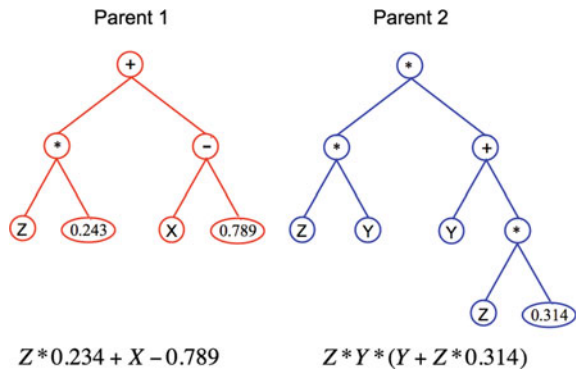 Parent 1 Parent 2
+ *
* - * +
Z 0.243 X 0.789 Z Y Y *
Z 0.314
Z * 0.234 + X - 0.789 Z * Y * (Y + Z * 0.314)